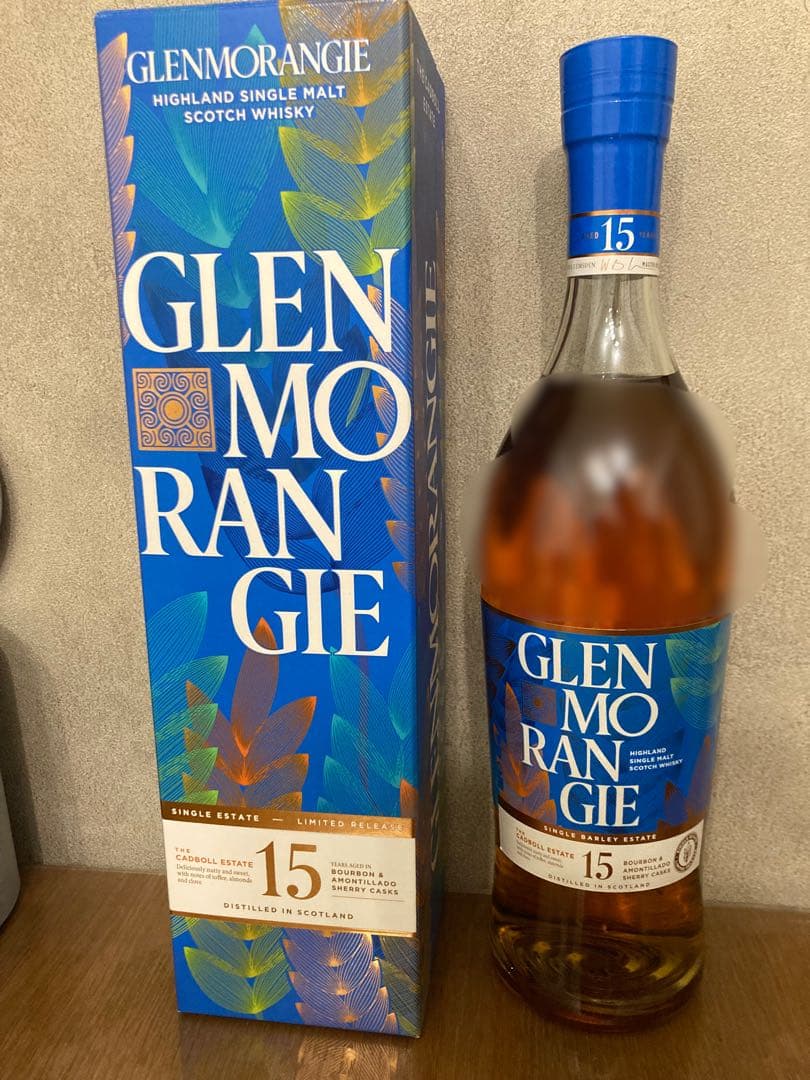 GLENMORANGIE
HIGHLAND SINGLE MALT
SCOTCH WHISKY
GLEN
MO
RAN
GIE
SINGLE ESTATE — LIMITED RELEASE
THE
CADBOLL ESTATE
Deliciously nutty and sweet,
with notes of toffee, almonds
and clove
15
YEARS AGED IN
BOURBON &
AMONTILLADO
SHERRY CASKS
DISTILLED IN SCOTLAND
GLENMORANGIE
15
GLEN
MO
RAN
GIE
HIGHLAND
SINGLE MALT
SCOTCH WHISKY
SINGLE BARLEY ESTATE
THE
CADBOLL ESTATE
15
BOURBON &
AMONTILLADO
SHERRY CASKS
DISTILLED IN SCOTLAND